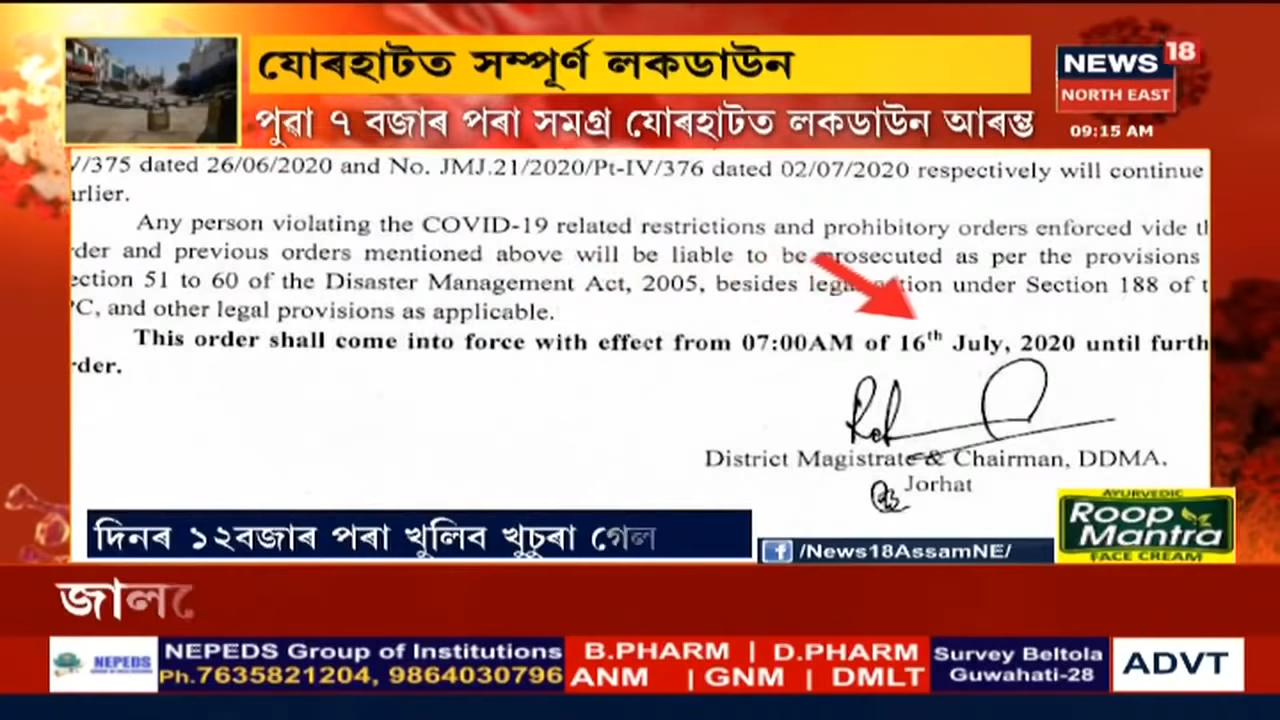 যোৰহাটত সম্পূৰ্ণ লকডাউন
পুৱা ৭ বজাৰ পৰা সমগ্ৰ যোৰহাটত লকডাউন আৰম্ভ
NEWS 18
NORTH EAST
09:15 AM
/375 dated 26/06/2020 and No. JMJ.21/2020/Pt-IV/376 dated 02/07/2020 respectively will continue
rlier.
Any person violating the COVID-19 related restrictions and prohibitory orders enforced vide
der and previous orders mentioned above will be liable to be prosecuted as per the provisions
ection 51 to 60 of the Disaster Management Act, 2005, besides legal action under Section 188 of
C, and other legal provisions as applicable.
This order shall come into force with effect from 07:00AM of 16th July, 2020 until furth
der.
District Magistrate & Chairman, DDMA.
Jorhat
দিনৰ ১২বজাৰ পৰা খুলিব খুচুৰা গেল
/News18AssamNE/
AYURVEDIC
Roop Mantra
FACE CREAM
জাল
NEPEDS
NEPEDS Group of Institutions
Ph.7635821204, 9864030796
B.PHARM | D.PHARM
ANM | GNM | DMLT
Survey Beltola
Guwahati-28
ADVT